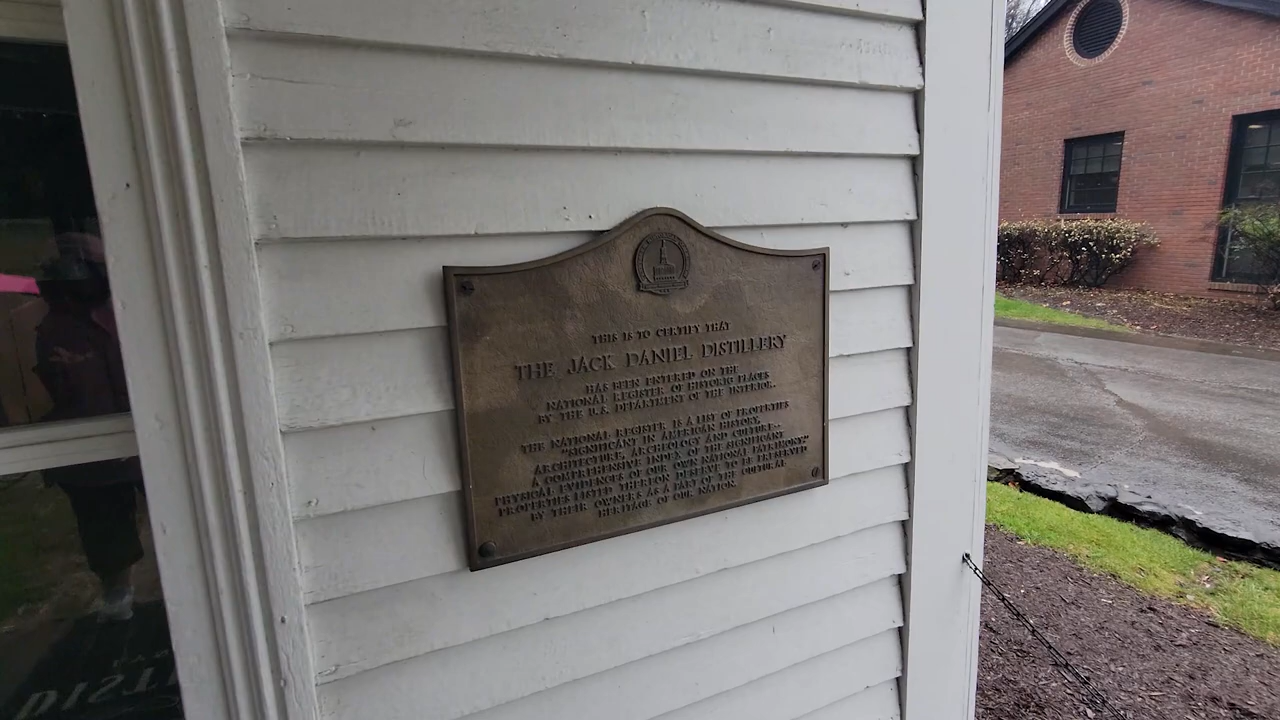 THIS IS TO CERTIFY THAT
THE JACK DANIEL DISTILLERY
HAS BEEN ENTERED ON THE
NATIONAL REGISTER OF HISTORIC PLACES
BY THE U.S. DEPARTMENT OF THE INTERIOR.
THE NATIONAL REGISTER IS A LIST OF PROPERTIES
"SIGNIFICANT IN AMERICAN HISTORY,
ARCHITECTURE, ARCHEOLOGY AND CULTURE –
A COMPREHENSIVE INDEX OF THE SIGNIFICANT
PHYSICAL EVIDENCES OF OUR OWN NATIONAL PATRIMONY."
PROPERTIES LISTED THEREON DESERVE TO BE PRESERVED
BY THEIR OWNERS AS A PART OF THE CULTURAL
HERITAGE OF OUR NATION.
DISTI